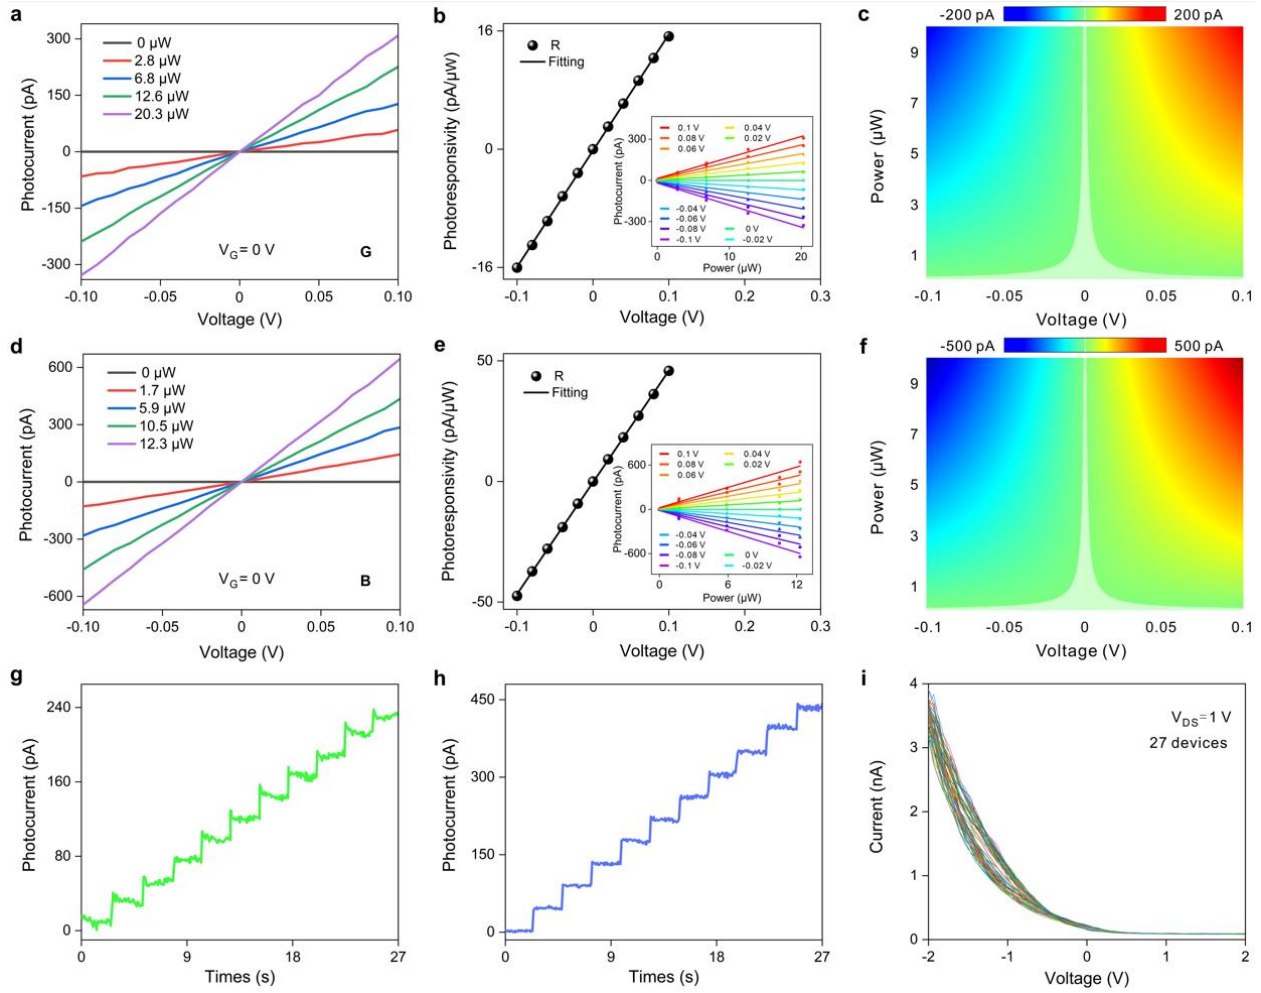 a
Photocurrent (pA)
300
150
0
-150
-300
0 μW
2.8 μW
6.8 μW
12.6 μW
20.3 μW
V_G= 0 V
G
-0.10
-0.05
0
0.05
0.10
Voltage (V)
b
Photoresponsivity (pA/μW)
16
0
-16
R
Fitting
Photocurrent (pA)
300
0
-300
0.1 V
0.08 V
0.06 V
0.04 V
0.02 V
-0.04 V
-0.06 V
-0.08 V
-0.1 V
0 V
-0.02 V
0
10
20
Power (μW)
-0.1
0
0.1
0.2
0.3
Voltage (V)
c
-200 pA
200 pA
Power (μW)
9
7
5
3
1
-0.1
-0.05
0
0.05
0.1
Voltage (V)
d
Photocurrent (pA)
600
300
0
-300
-600
0 μW
1.7 μW
5.9 μW
10.5 μW
12.3 μW
V_G= 0 V
B
-0.10
-0.05
0
0.05
0.10
Voltage (V)
e
Photoresponsivity (pA/μW)
50
0
-50
R
Fitting
Photocurrent (pA)
600
0
-600
0.1 V
0.08 V
0.06 V
0.04 V
0.02 V
-0.04 V
-0.06 V
-0.08 V
-0.1 V
0 V
-0.02 V
0
6
12
Power (μW)
-0.1
0
0.1
0.2
0.3
Voltage (V)
f
-500 pA
500 pA
Power (μW)
9
7
5
3
1
-0.1
-0.05
0
0.05
0.1
Voltage (V)
g
Photocurrent (pA)
240
160
80
0
0
9
18
27
Times (s)
h
Photocurrent (pA)
450
300
150
0
0
9
18
27
Times (s)
i
Current (nA)
4
3
2
1
0
V_DS=1 V
27 devices
-2
-1
0
1
2
Voltage (V)